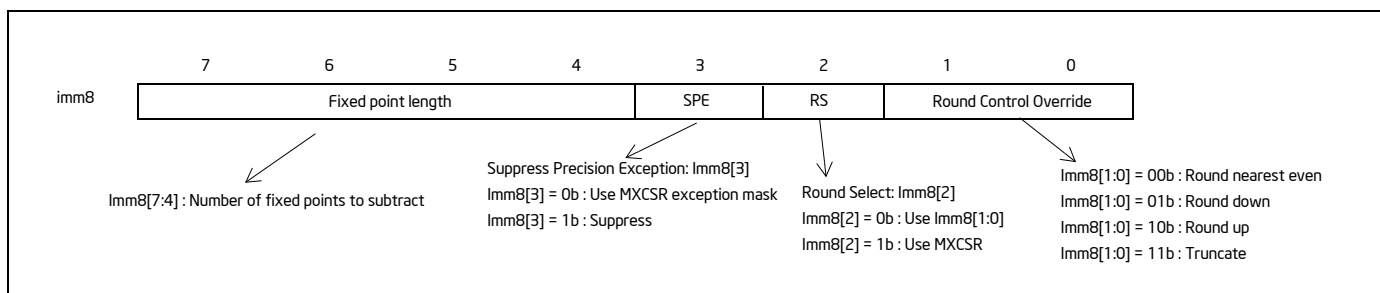 7 6 5 4 3 2 1 0
imm8 Fixed point length SPE RS Round Control Override
Imm8[7:4] : Number of fixed points to subtract
Suppress Precision Exception: Imm8[3]
Imm8[3] = 0b : Use MXCSR exception mask
Imm8[3] = 1b : Suppress
Round Select: Imm8[2]
Imm8[2] = 0b : Use Imm8[1:0]
Imm8[2] = 1b : Use MXCSR
Imm8[1:0] = 00b : Round nearest even
Imm8[1:0] = 01b : Round down
Imm8[1:0] = 10b : Round up
Imm8[1:0] = 11b : Truncate